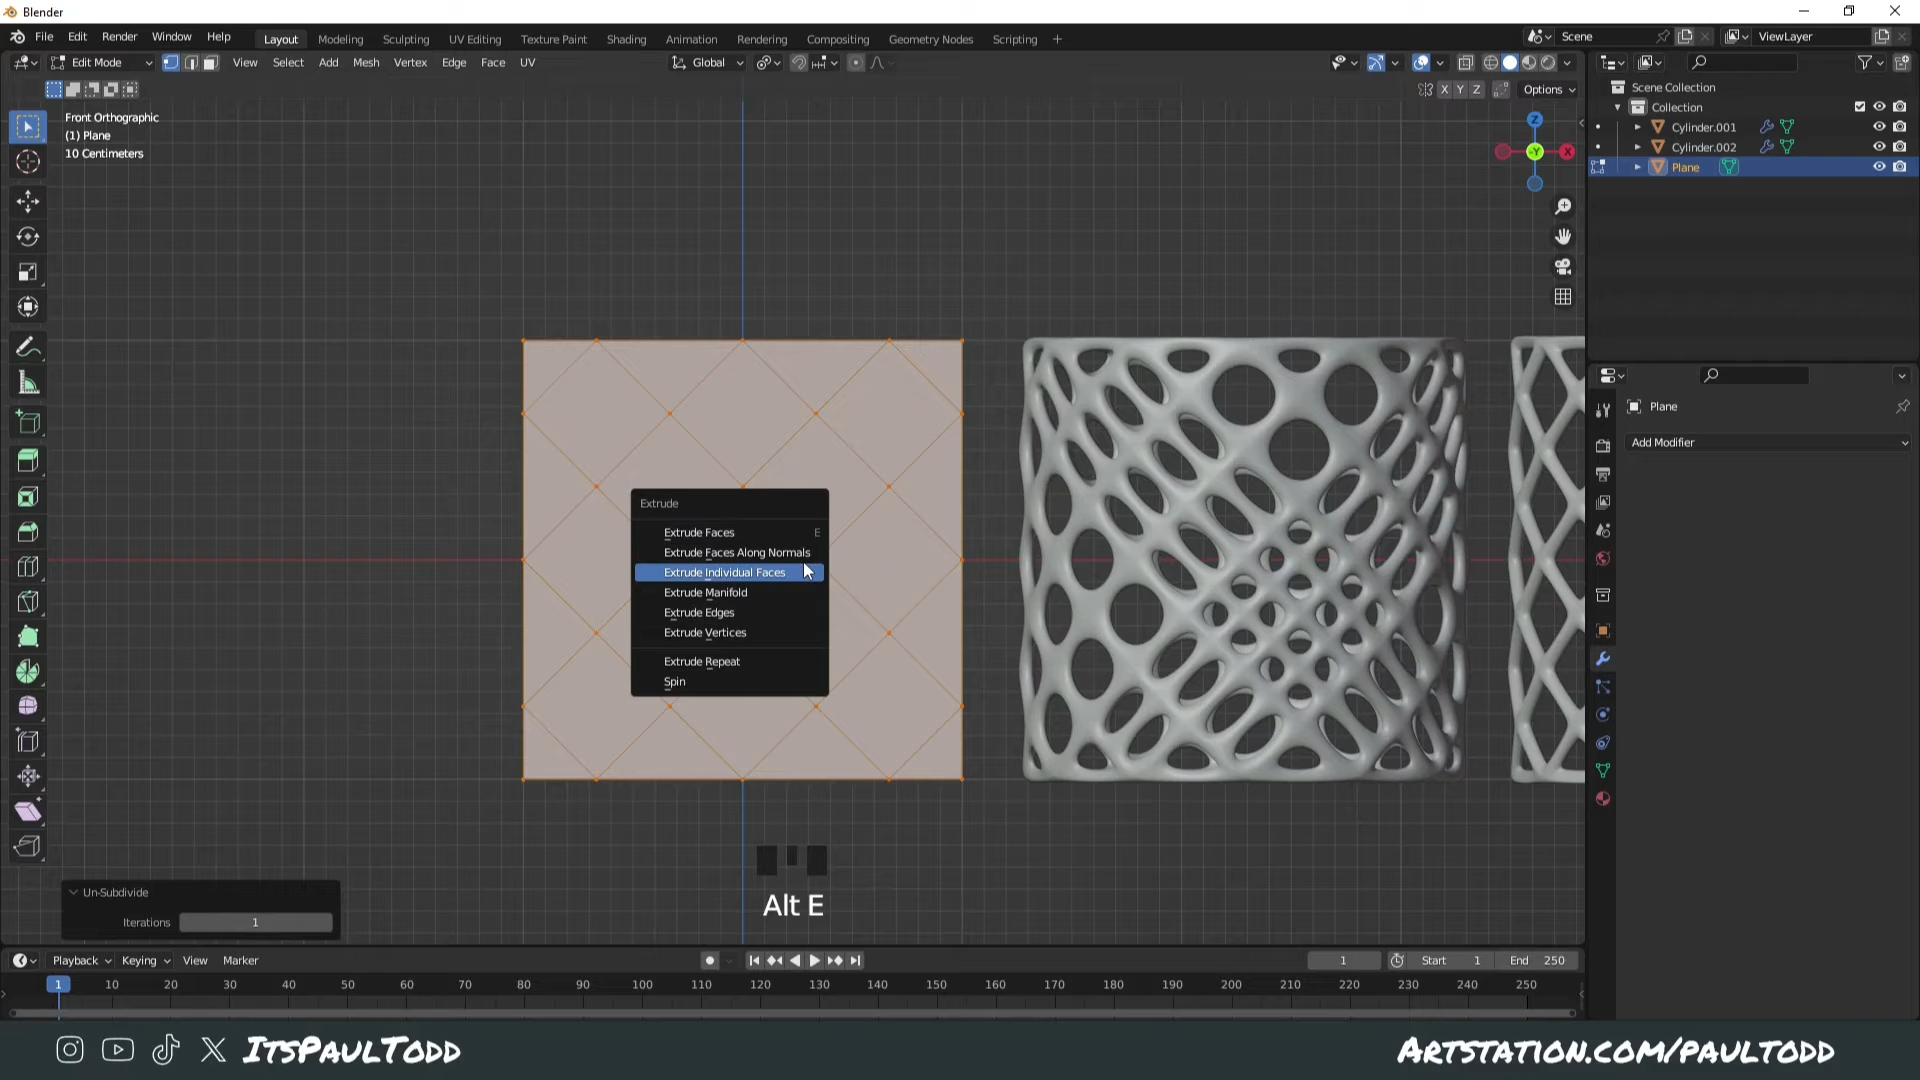 Blender
File Edit Render Window Help
Layout Modeling Sculpting UV Editing Texture Paint Shading Animation Rendering Compositing Geometry Nodes Scripting +
Scene
ViewLayer
Edit Mode
View Select Add Mesh Vertex Edge Face UV
Global
X Y Z
Options
Front Orthographic
(1) Plane
10 Centimeters
Z
-Y
X
Scene Collection
Collection
Cylinder.001
Cylinder.002
Plane
Plane
Add Modifier
Extrude
Extrude Faces E
Extrude Faces Along Normals
Extrude Individual Faces
Extrude Manifold
Extrude Edges
Extrude Vertices
Extrude Repeat
Spin
Alt E
Un-Subdivide
Iterations 1
Playback Keying View Marker
1
Start 1
End 250
1 10 20 30 40 50 60 70 80 90 100 110 120 130 140 150 160 170 180 190 200 210 220 230 240 250
ItsPaulTodd
Artstation.com/paultodd